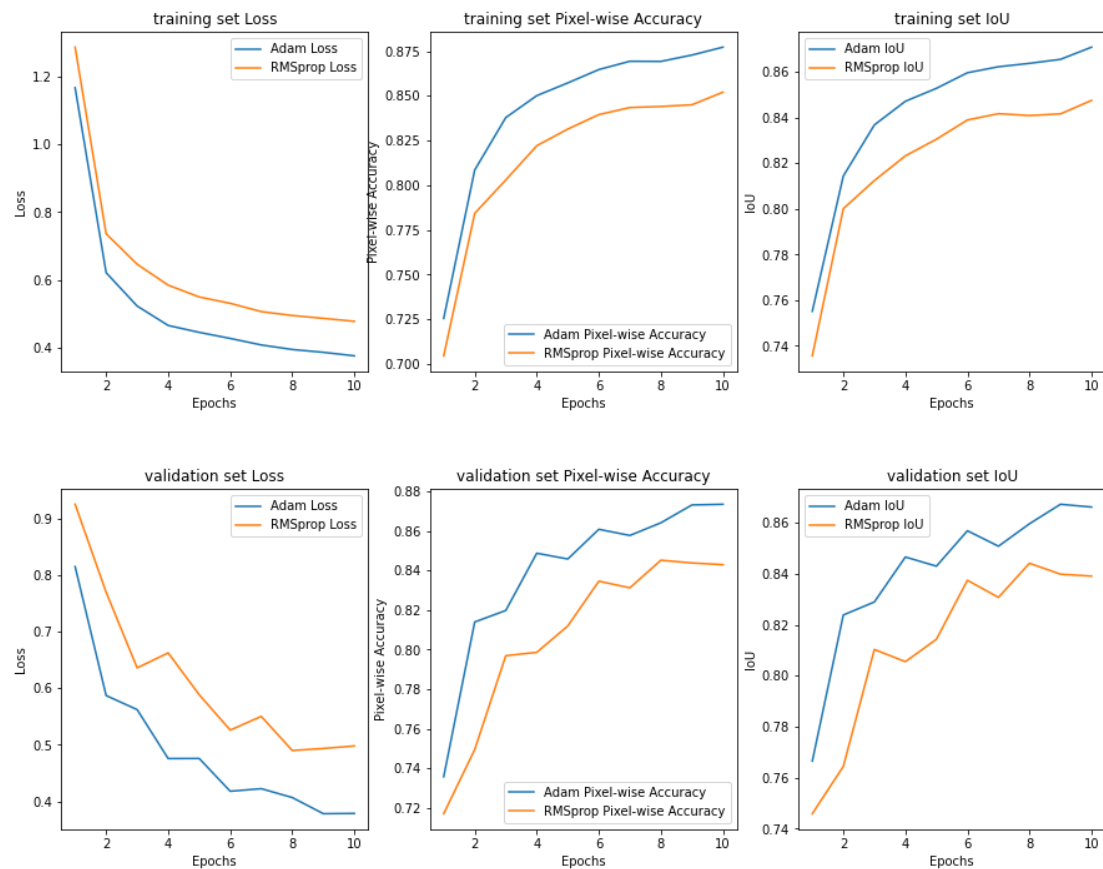 training set Loss
Adam Loss
RMSprop Loss
1.2
1.0
0.8
0.6
0.4
Loss
2 4 6 8 10
Epochs
training set Pixel-wise Accuracy
0.875
0.850
0.825
0.800
0.775
0.750
0.725
0.700
Pixel-wise Accuracy
Adam Pixel-wise Accuracy
RMSprop Pixel-wise Accuracy
2 4 6 8 10
Epochs
training set IoU
Adam IoU
RMSprop IoU
0.86
0.84
0.82
0.80
0.78
0.76
0.74
IoU
2 4 6 8 10
Epochs
validation set Loss
Adam Loss
RMSprop Loss
0.9
0.8
0.7
0.6
0.5
0.4
Loss
2 4 6 8 10
Epochs
validation set Pixel-wise Accuracy
0.88
0.86
0.84
0.82
0.80
0.78
0.76
0.74
0.72
Pixel-wise Accuracy
Adam Pixel-wise Accuracy
RMSprop Pixel-wise Accuracy
2 4 6 8 10
Epochs
validation set IoU
Adam IoU
RMSprop IoU
0.86
0.84
0.82
0.80
0.78
0.76
0.74
IoU
2 4 6 8 10
Epochs